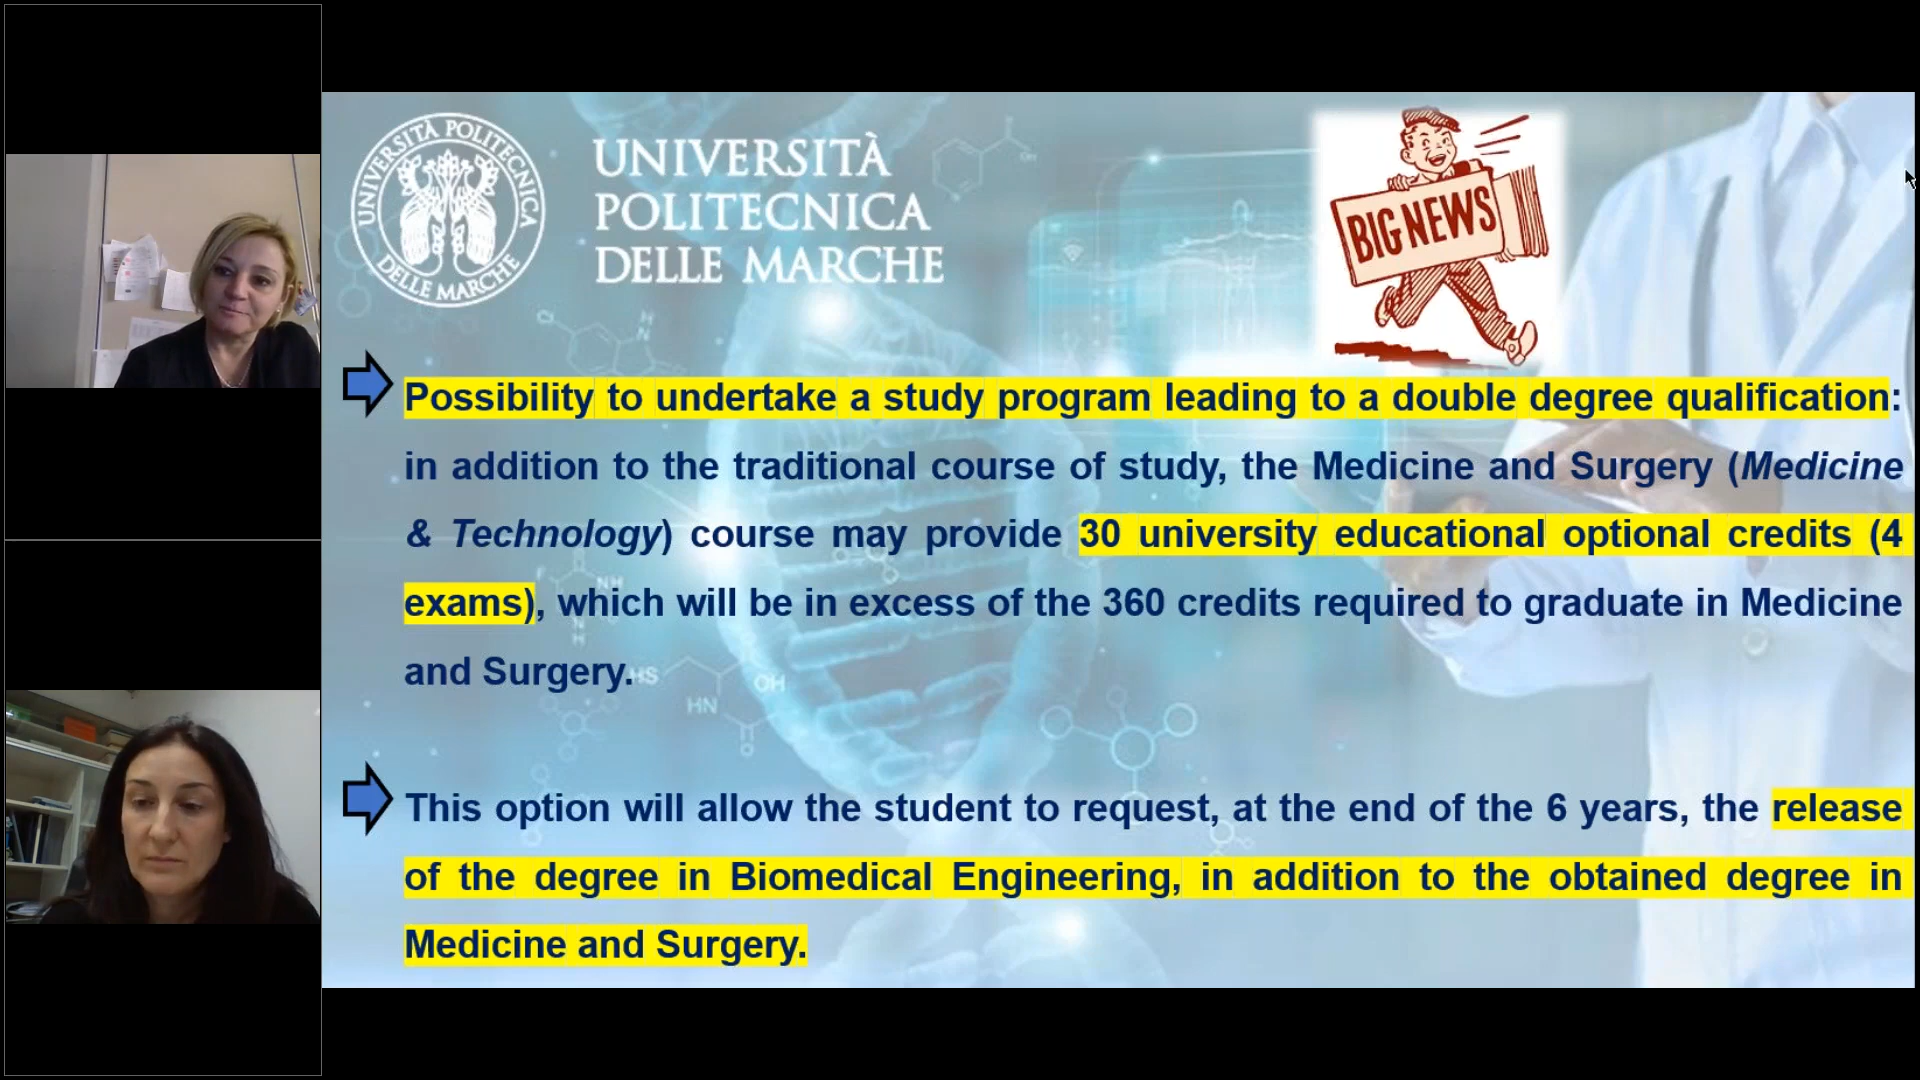 UNIVERSITÀ POLITECNICA
DELLE MARCHE
UNIVERSITÀ
POLITECNICA
DELLE MARCHE
BIG NEWS
Possibility to undertake a study program leading to a double degree qualification:
in addition to the traditional course of study, the Medicine and Surgery (Medicine
& Technology) course may provide 30 university educational optional credits (4
exams), which will be in excess of the 360 credits required to graduate in Medicine
and Surgery.
HS
OH
HN
This option will allow the student to request, at the end of the 6 years, the release
of the degree in Biomedical Engineering, in addition to the obtained degree in
Medicine and Surgery.